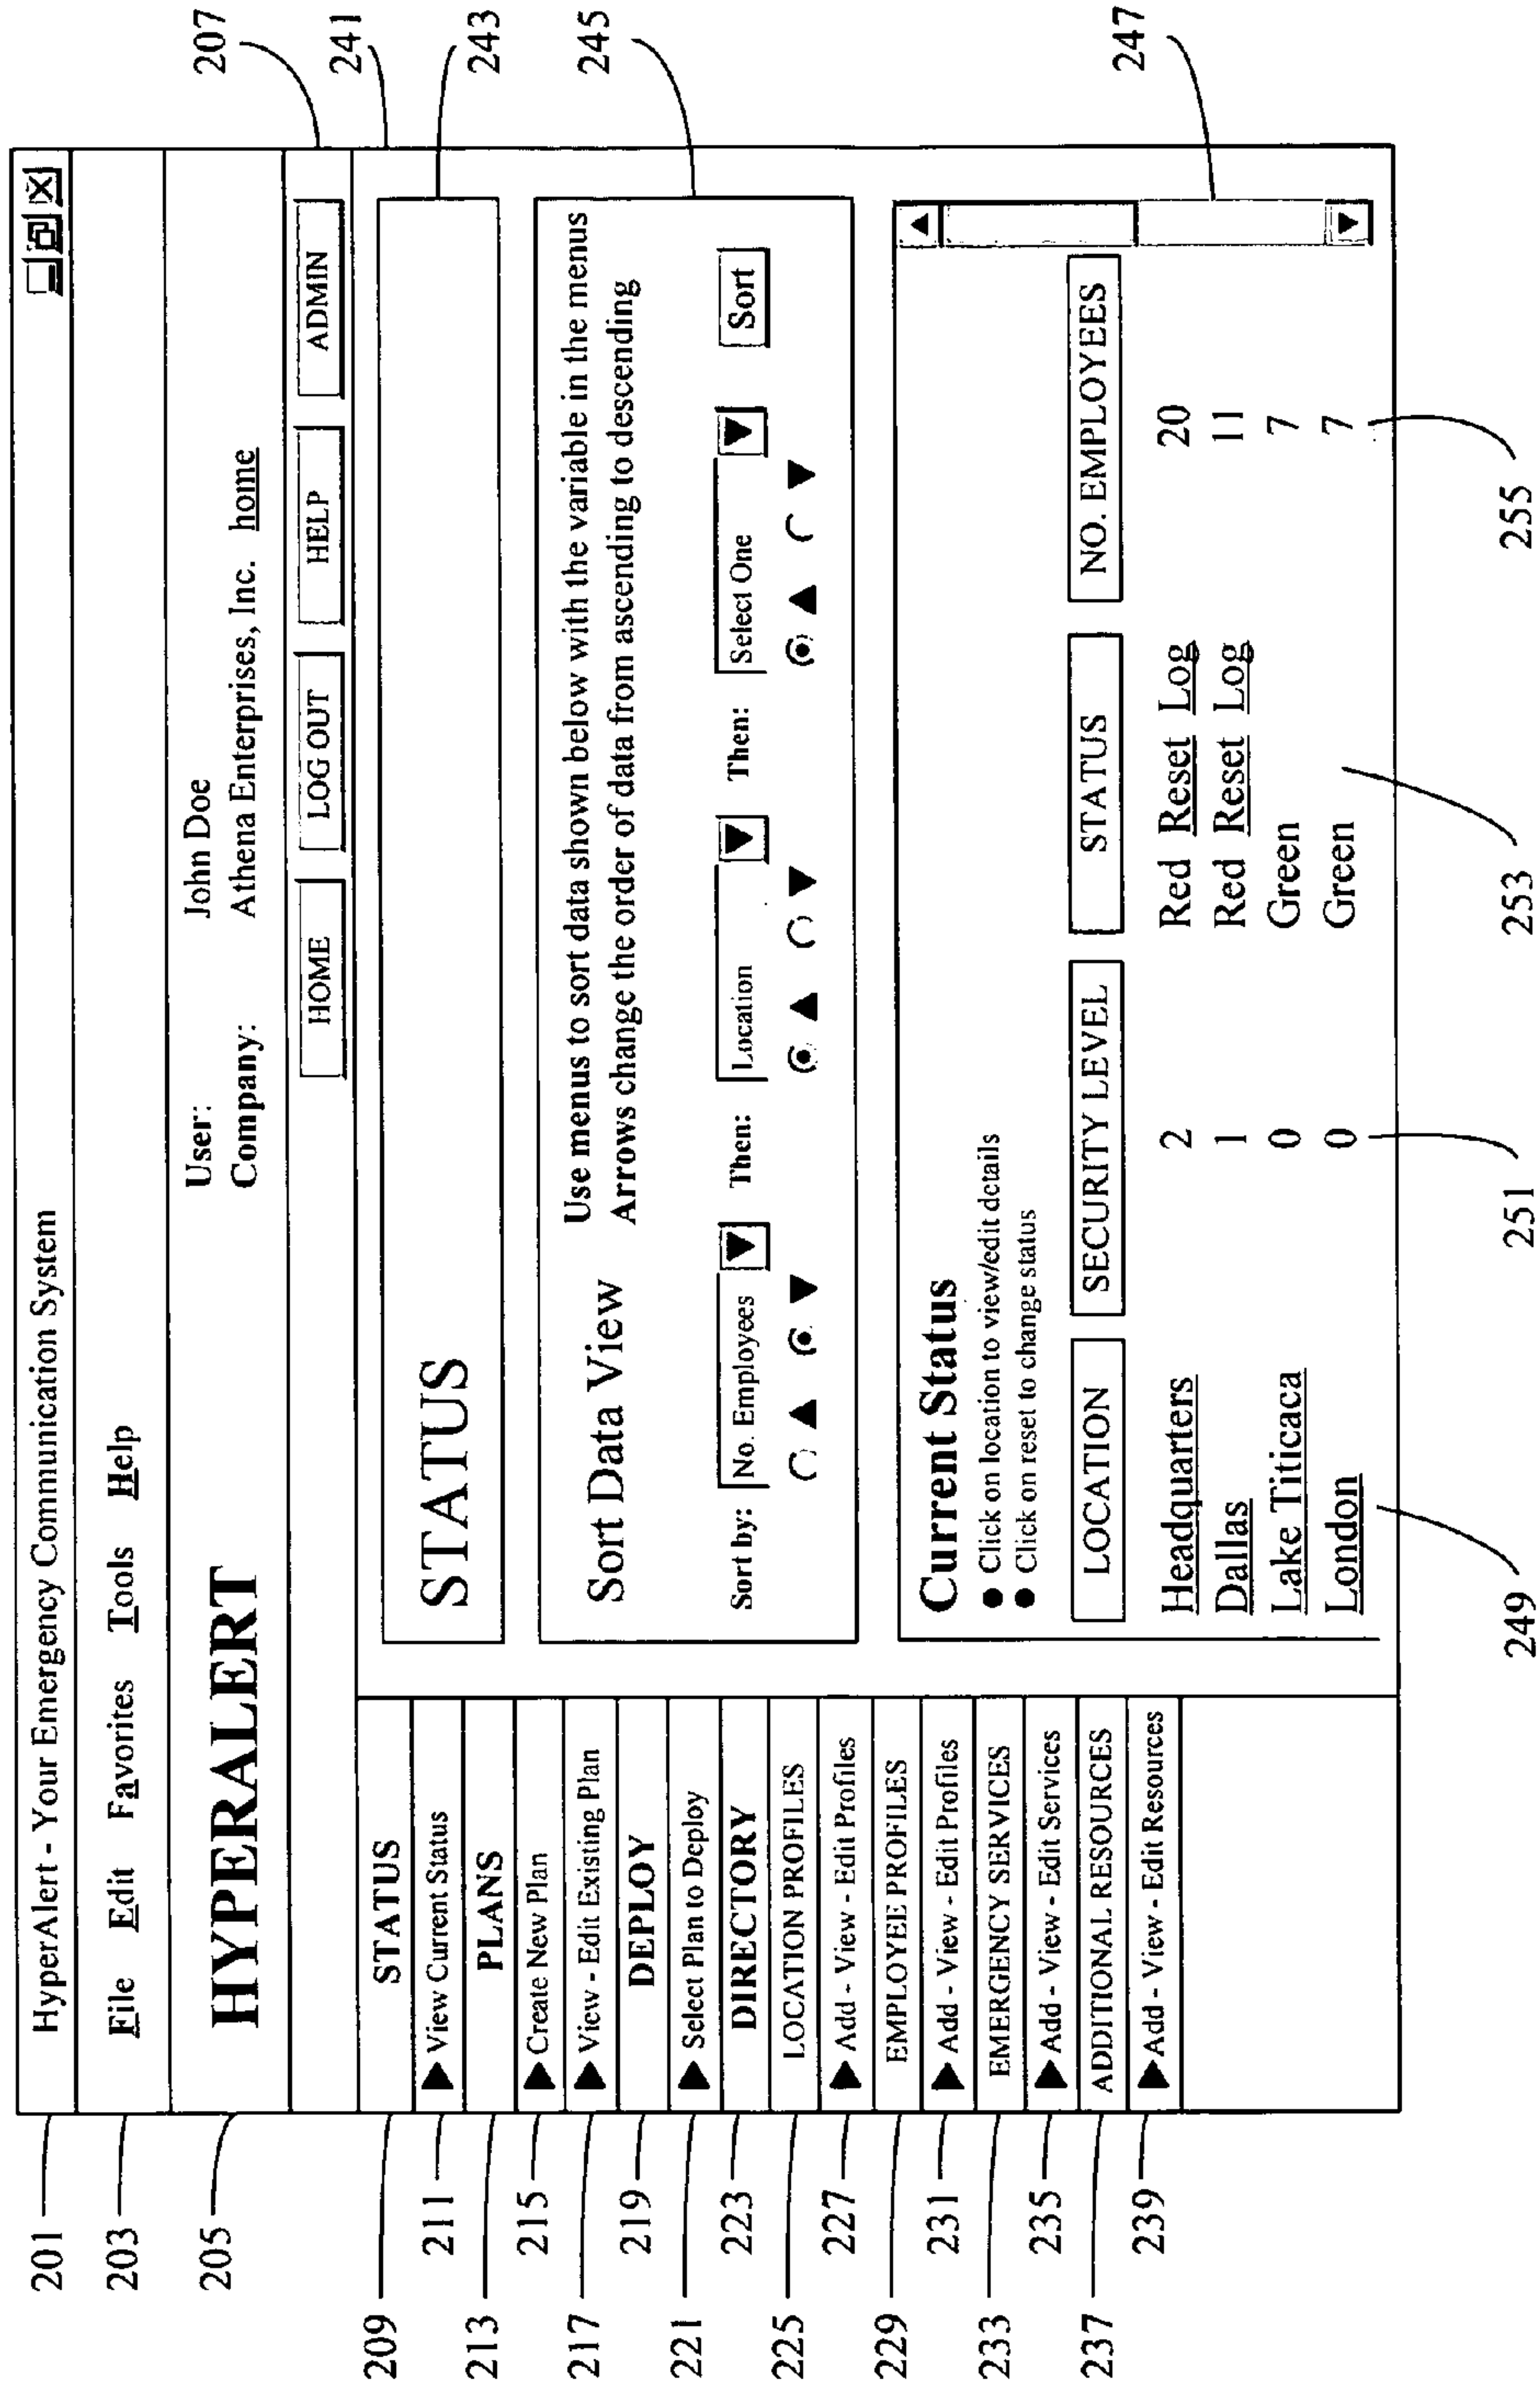 201 HyperAlert - Your Emergency Communication System
203 File Edit Favorites Tools Help
205 HYPERALERT
User: John Doe
Company: Athena Enterprises, Inc. home
HOME LOG OUT HELP ADMIN 207
241
209 STATUS
211 View Current Status
213 PLANS
215 Create New Plan
217 View - Edit Existing Plan
219 DEPLOY
221 Select Plan to Deploy
223 DIRECTORY
225 LOCATION PROFILES
227 Add - View - Edit Profiles
229 EMPLOYEE PROFILES
231 Add - View - Edit Profiles
233 EMERGENCY SERVICES
235 Add - View - Edit Services
237 ADDITIONAL RESOURCES
239 Add - View - Edit Resources
STATUS 243
Sort Data View Use menus to sort data shown below with the variable in the menus
Arrows change the order of data from ascending to descending
245
Sort by: No. Employees Then: Location Then: Select One Sort
Current Status
Click on location to view/edit details
Click on reset to change status
247
LOCATION SECURITY LEVEL STATUS NO. EMPLOYEES
Headquarters 2 Red Reset Log 20
Dallas 1 Red Reset Log 11
Lake Titicaca 0 Green 7
London 0 Green 7
249 251 253 255